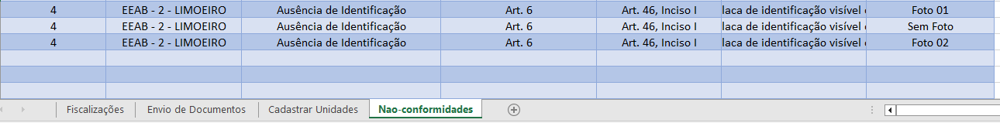 4 EEAB - 2 - LIMOEIRO Ausência de Identificação Art. 6 Art. 46, Inciso I laca de identificação visível Foto 01
4 EEAB - 2 - LIMOEIRO Ausência de Identificação Art. 6 Art. 46, Inciso I laca de identificação visível Sem Foto
4 EEAB - 2 - LIMOEIRO Ausência de Identificação Art. 6 Art. 46, Inciso I laca de identificação visível Foto 02
Fiscalizações Envio de Documentos Cadastrar Unidades Nao-conformidades